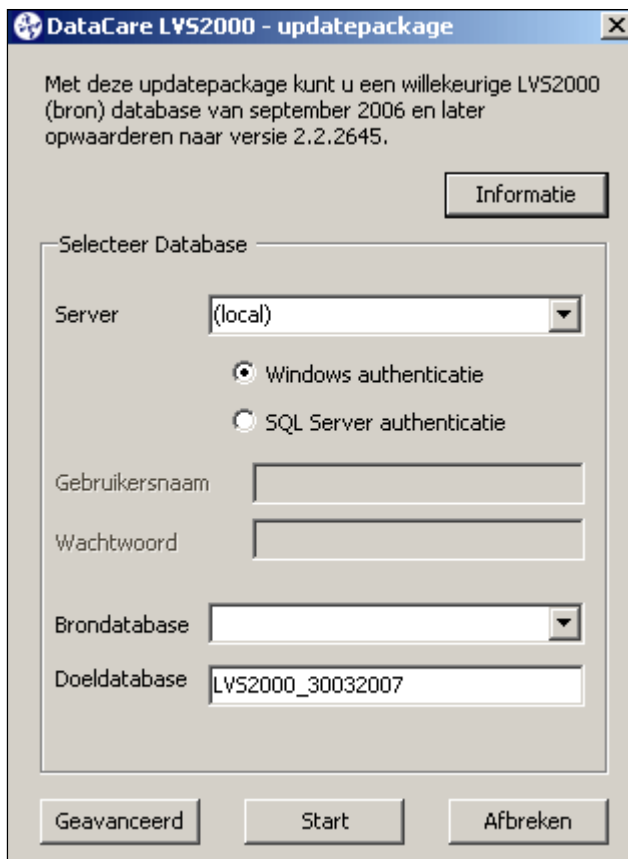 DataCare LVS2000 - updatepackage
Met deze updatepackage kunt u een willekeurige LVS2000
(bron) database van september 2006 en later
opwaarderen naar versie 2.2.2645.
Informatie
Selecteer Database
Server
(local)
Windows authenticatie
SQL Server authenticatie
Gebruikersnaam
Wachtwoord
Brondatabase
Doeldatabase
LVS2000_30032007
Geavanceerd
Start
Afbreken